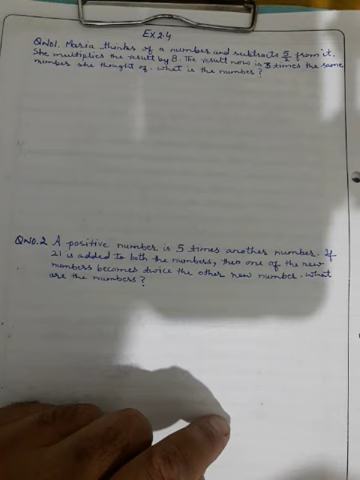 EX 2.4
QNO1. Maria thinks of a number and subtracts 5/2 from it.
She multiplies the result by 8. The result now is 3 times the same
number she thought of. What is the number?
QNO.2 A positive number is 5 times another number. If
21 is added to both the numbers, then one of the new
numbers becomes twice the other new number. What
are the numbers?